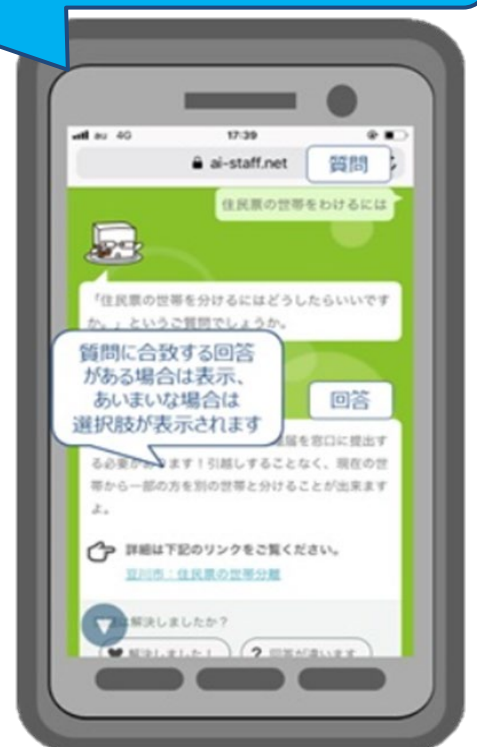 au 4G 17:39
ai-staff.net
質問
住民票の世帯をわけるには
「住民票の世帯を分けるにはどうしたらいいです
か。」というご質問でしょうか。
質問に合致する回答
がある場合は表示、
あいまいな場合は
選択肢が表示されます
回答
届を窓口に提出す
る必要があります！引越しすることなく、現在の世
帯から一部の方を別の世帯と分けることが出来ます
よ。
詳細は下記のリンクをご覧ください。
豆川市：住民票の世帯分離
は解決しましたか？
解決しました！ ? 回答が違います